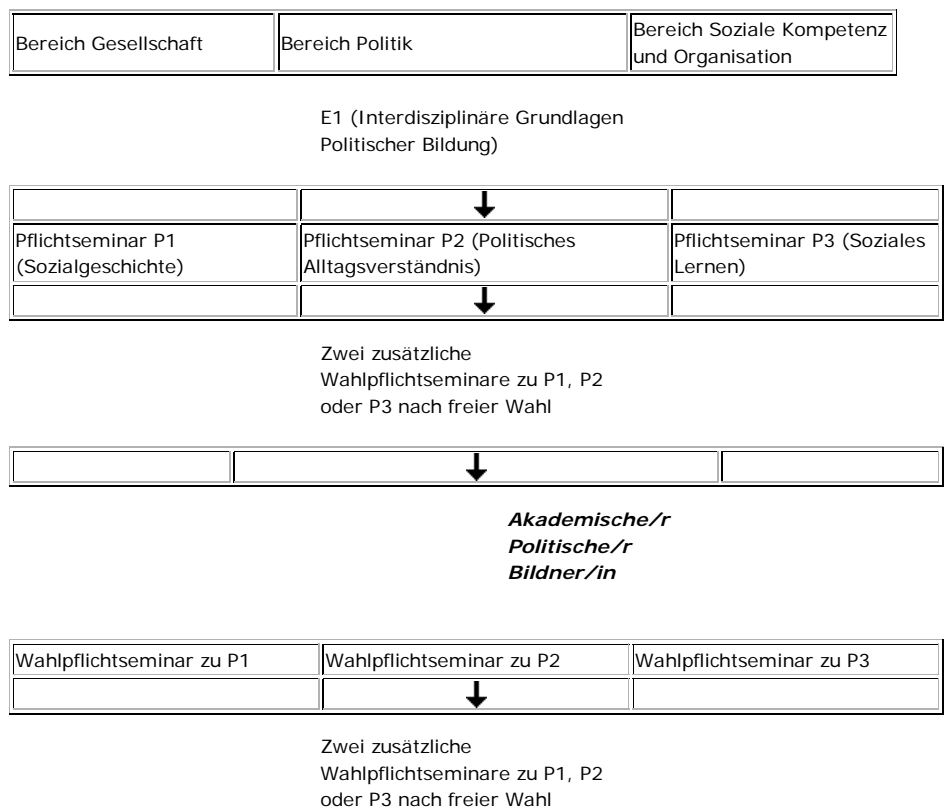 Bereich Gesellschaft
Bereich Politik
Bereich Soziale Kompetenz
und Organisation
E1 (Interdisziplinäre Grundlagen
Politischer Bildung)
Pflichtseminar P1
(Sozialgeschichte)
Pflichtseminar P2 (Politisches
Alltagsverständnis)
Pflichtseminar P3 (Soziales
Lernen)
Zwei zusätzliche
Wahlpflichtseminare zu P1, P2
oder P3 nach freier Wahl
Akademische/r
Politische/r
Bildner/in
Wahlpflichtseminar zu P1
Wahlpflichtseminar zu P2
Wahlpflichtseminar zu P3
Zwei zusätzliche
Wahlpflichtseminare zu P1, P2
oder P3 nach freier Wahl